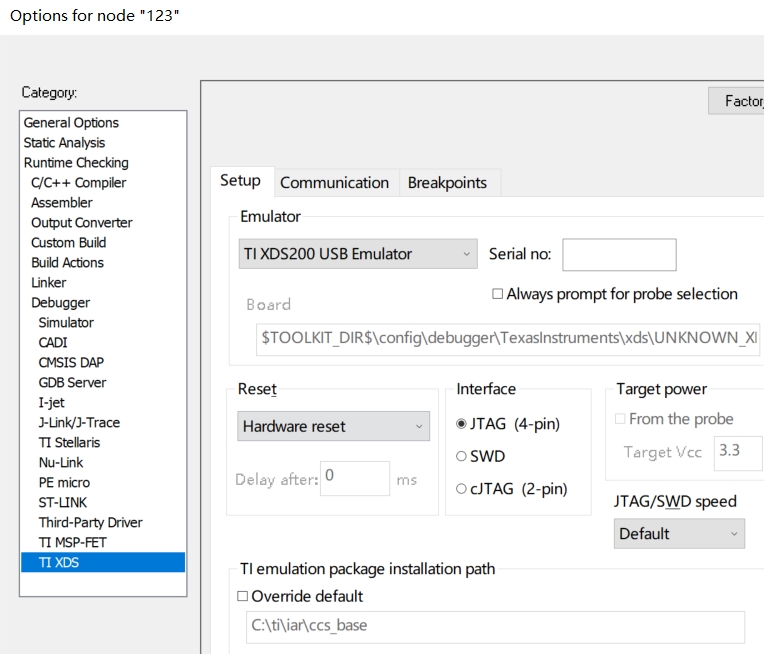 Options for node "123"
Category:
Factor
General Options
Static Analysis
Runtime Checking
C/C++ Compiler
Assembler
Output Converter
Custom Build
Build Actions
Linker
Debugger
Simulator
CADI
CMSIS DAP
GDB Server
I-jet
J-Link/J-Trace
TI Stellaris
Nu-Link
PE micro
ST-LINK
Third-Party Driver
TI MSP-FET
TI XDS
Setup Communication Breakpoints
Emulator
TI XDS200 USB Emulator Serial no:
Always prompt for probe selection
Board
$TOOLKIT_DIR$\config\debugger\TexasInstruments\xds\UNKNOWN_XI
Reset
Hardware reset
Delay after: 0 ms
Interface
JTAG (4-pin)
SWD
cJTAG (2-pin)
Target power
From the probe
Target Vcc 3.3
JTAG/SWD speed
Default
TI emulation package installation path
Override default
C:\ti\iar\ccs_base